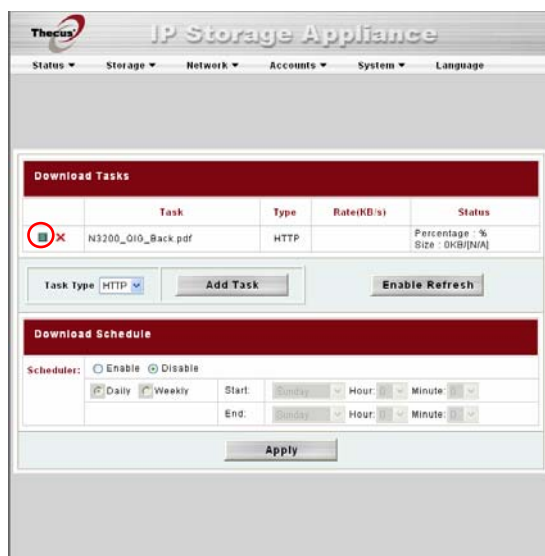 Thecus
IP Storage Appliance
Status Storage Network Accounts System Language
Download Tasks
Task Type Rate(KB/s) Status
N3200_QIG_Back.pdf HTTP Percentage : %
Size : 0KB/[N/A]
Task Type HTTP Add Task Enable Refresh
Download Schedule
Scheduler: Enable Disable
Daily Weekly Start: Sunday Hour: 0 Minute: 0
End: Sunday Hour: 0 Minute: 0
Apply